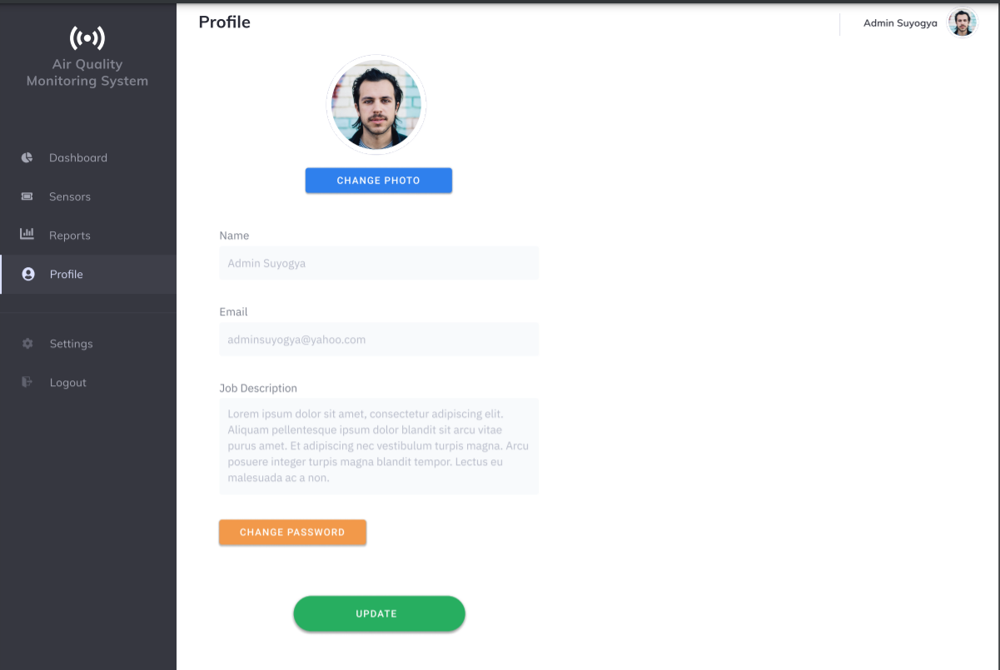 Air Quality
Monitoring System
Dashboard
Sensors
Reports
Profile
Settings
Logout
Profile
Admin Suyogya
CHANGE PHOTO
Name
Admin Suyogya
Email
adminsuyogya@yahoo.com
Job Description
Lorem ipsum dolor sit amet, consectetur adipiscing elit.
Aliquam pellentesque ipsum dolor blandit sit arcu vitae
purus amet. Et adipiscing nec vestibulum turpis magna. Arcu
posuere integer turpis magna blandit tempor. Lectus eu
malesuada ac a non.
CHANGE PASSWORD
UPDATE